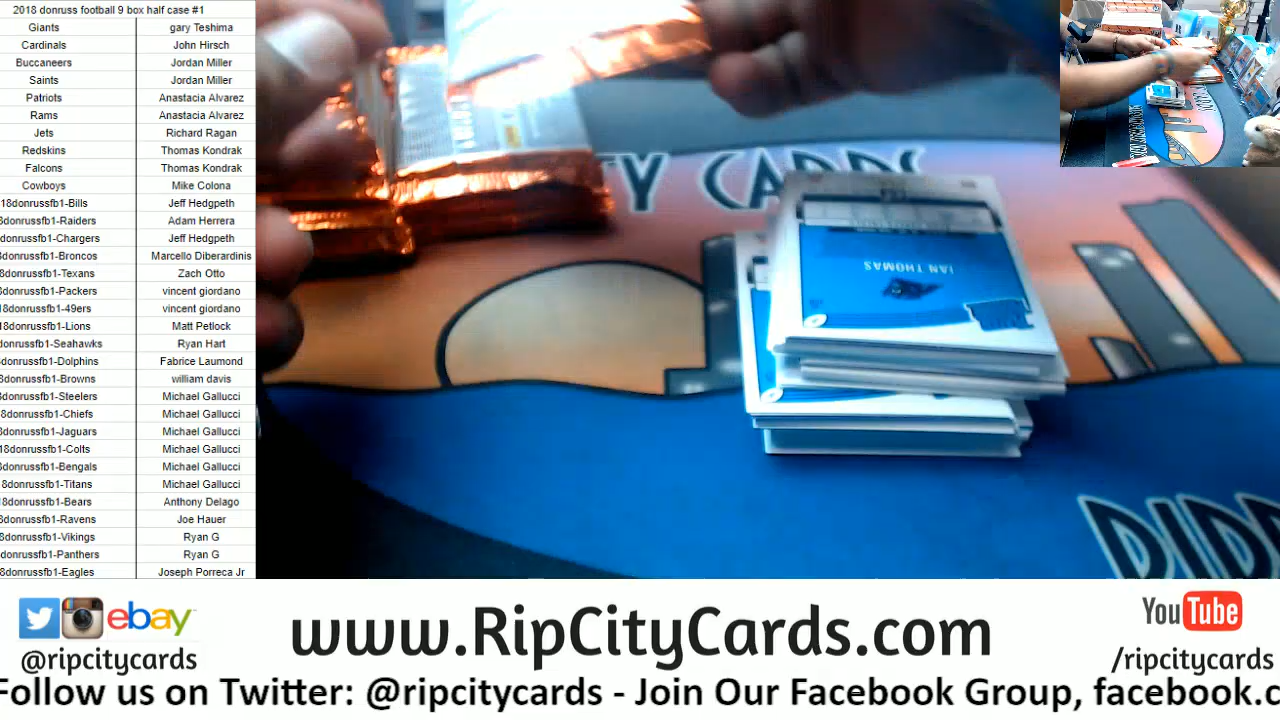 2018 donruss football 9 box half case #1
Giants gary Teshima
Cardinals John Hirsch
Buccaneers Jordan Miller
Saints Jordan Miller
Patriots Anastacia Alvarez
Rams Anastacia Alvarez
Jets Richard Ragan
Redskins Thomas Kondrak
Falcons Thomas Kondrak
Cowboys Mike Colona
18donrussfb1-Bills Jeff Hedgpeth
8donrussfb1-Raiders Adam Herrera
donrussfb1-Chargers Jeff Hedgpeth
donrussfb1-Broncos Marcello Diberardinis
8donrussfb1-Texans Zach Otto
8donrussfb1-Packers vincent giordano
18donrussfb1-49ers vincent giordano
18donrussfb1-Lions Matt Petlock
donrussfb1-Seahawks Ryan Hart
donrussfb1-Dolphins Fabrice Laumond
8donrussfb1-Browns william davis
8donrussfb1-Steelers Michael Gallucci
8donrussfb1-Chiefs Michael Gallucci
8donrussfb1-Jaguars Michael Gallucci
18donrussfb1-Colts Michael Gallucci
8donrussfb1-Bengals Michael Gallucci
18donrussfb1-Titans Michael Gallucci
18donrussfb1-Bears Anthony Delago
8donrussfb1-Ravens Joe Hauer
8donrussfb1-Vikings Ryan G
donrussfb1-Panthers Ryan G
8donrussfb1-Eagles Joseph Porreca Jr
TY CARDS
IAN THOMAS
RIP
ebay
@ripcitycards
www.RipCityCards.com
YouTube
/ripcitycards
Follow us on Twitter: @ripcitycards - Join Our Facebook Group, facebook.c